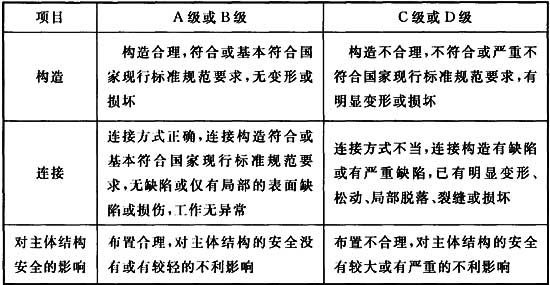 项目
A级或B级
C级或D级
构造
构造合理,符合或基本符合国
家现行标准规范要求,无变形或
损坏
构造不合理,不符合或严重不
符合国家现行标准规范要求,有
明显变形或损坏
连接
连接方式正确,连接构造符合或
基本符合国家现行标准规范要
求,无缺陷或仅有局部的表面缺
陷或损伤,工作无异常
连接方式不当,连接构造有缺陷
或有严重缺陷,已有明显变形、
松动、局部脱落、裂缝或损坏
对主体结构
安全的影响
布置合理,对主体结构的安全没
有或有较轻的不利影响
布置不合理,对主体结构的安全
有较大或有严重的不利影响